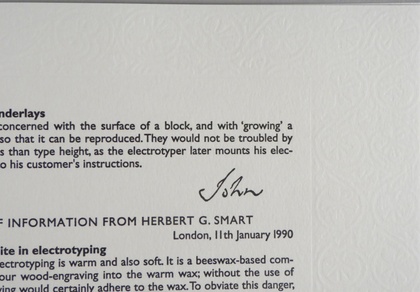 nderlays
concerned with the surface of a block, and with 'growing' a
so that it can be reproduced. They would not be troubled by
s than type height, as the electrotyper later mounts his elec-
o his customer's instructions.
John
F INFORMATION FROM HERBERT G. SMART
London, 11th January 1990
ite in electrotyping
ectrotyping is warm and also soft. It is a beeswax-based com-
our wood-engraving into the warm wax; without the use of
ving would certainly adhere to the wax. To obviate this danger,